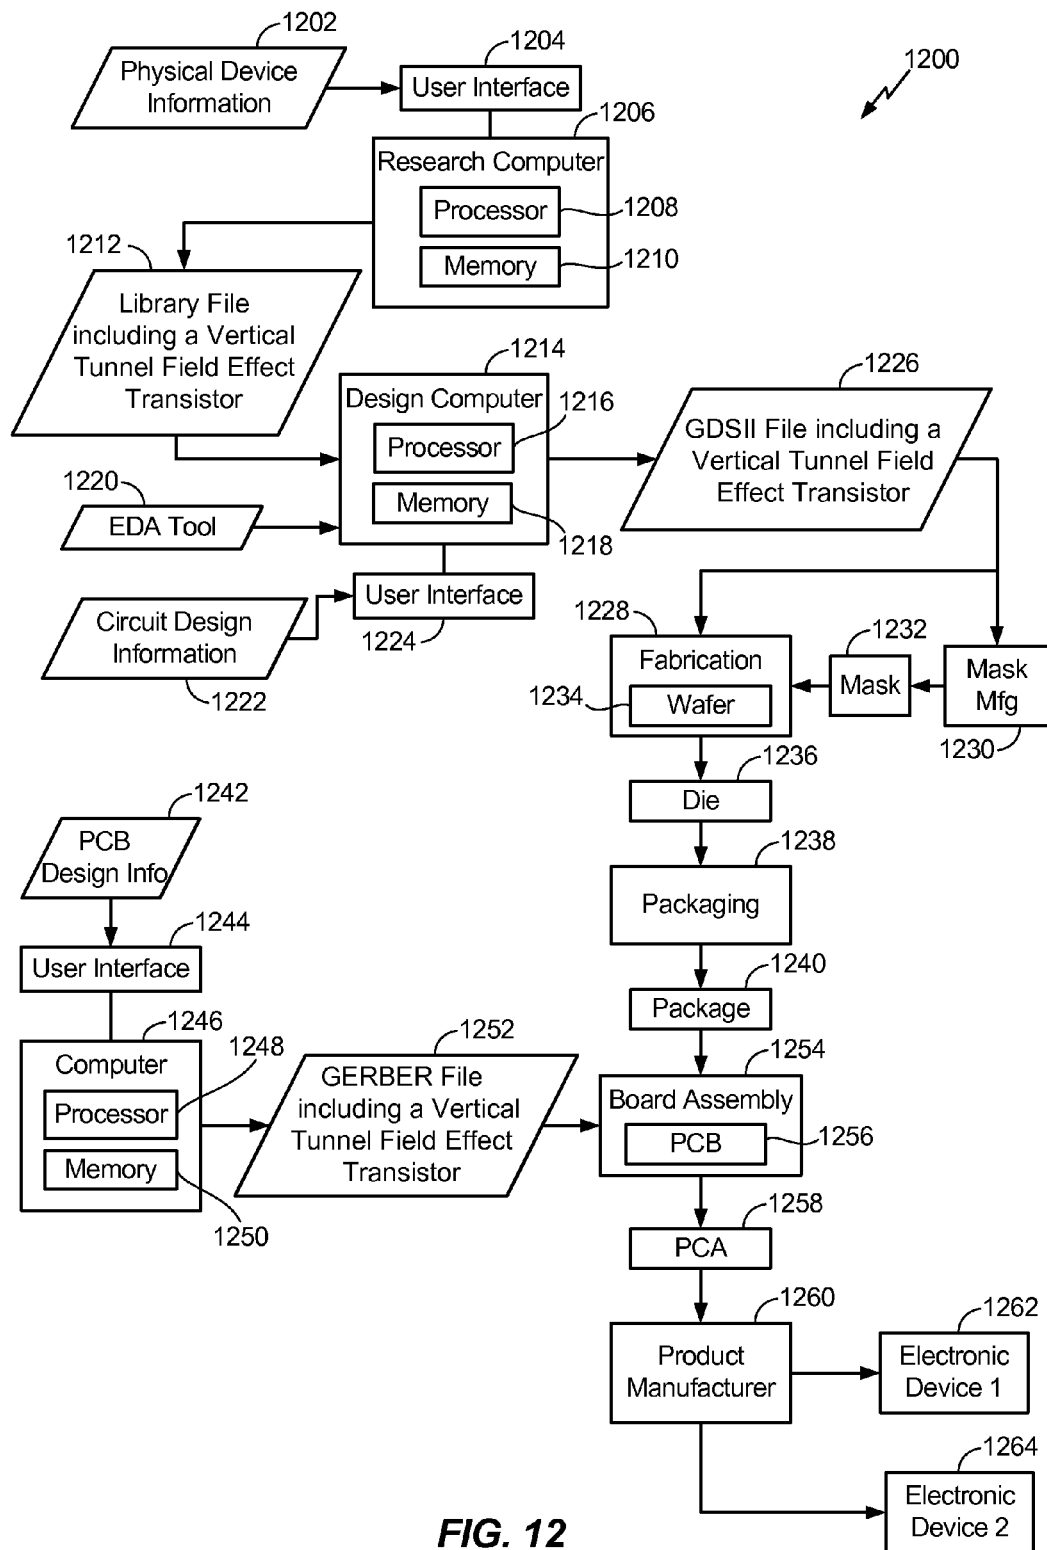 1202
Physical Device
Information
1204
User Interface
1200
1206
Research Computer
Processor
1208
Memory
1210
1212
Library File
including a Vertical
Tunnel Field Effect
Transistor
1214
Design Computer
1216
Processor
Memory
1218
1220
EDA Tool
1226
GDSII File including a
Vertical Tunnel Field
Effect Transistor
User Interface
1224
Circuit Design
Information
1222
1228
Fabrication
1234
Wafer
1232
Mask
Mask
Mfg
1230
1236
Die
1238
Packaging
1240
Package
1242
PCB
Design Info
1244
User Interface
1246
Computer
1248
Processor
Memory
1250
1252
GERBER File
including a Vertical
Tunnel Field Effect
Transistor
1254
Board Assembly
PCB
1256
1258
PCA
1260
Product
Manufacturer
1262
Electronic
Device 1
1264
Electronic
Device 2
FIG. 12